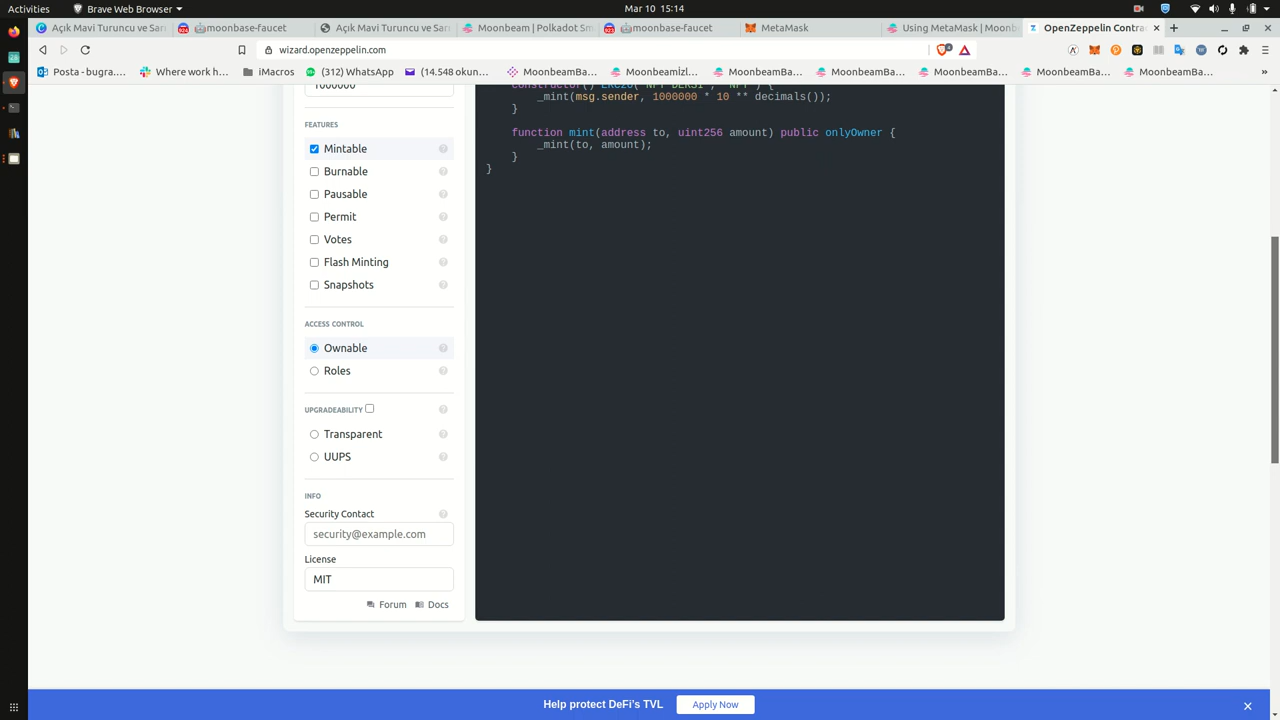 Activities
Brave Web Browser
Mar 10 15:14
Açık Mavi Turuncu ve Sarı
moonbase-faucet
Açık Mavi Turuncu ve Sarı
Moonbeam | Polkadot Sm
moonbase-faucet
MetaMask
Using MetaMask | Moonb
OpenZeppelin Contra
wizard.openzeppelin.com
Posta - bugra....
Where work h...
iMacros
(312) WhatsApp
(14.548 okun...
MoonbeamBa...
Moonbeamİzl...
MoonbeamBa...
MoonbeamBa...
MoonbeamBa...
MoonbeamBa...
MoonbeamBa...
1000000
FEATURES
Mintable
Burnable
Pausable
Permit
Votes
Flash Minting
Snapshots
ACCESS CONTROL
Ownable
Roles
UPGRADEABILITY
Transparent
UUPS
INFO
Security Contact
security@example.com
License
MIT
Forum
Docs
_mint(msg.sender, 1000000 * 10 ** decimals());
}
function mint(address to, uint256 amount) public onlyOwner {
_mint(to, amount);
}
}
Help protect DeFi's TVL
Apply Now